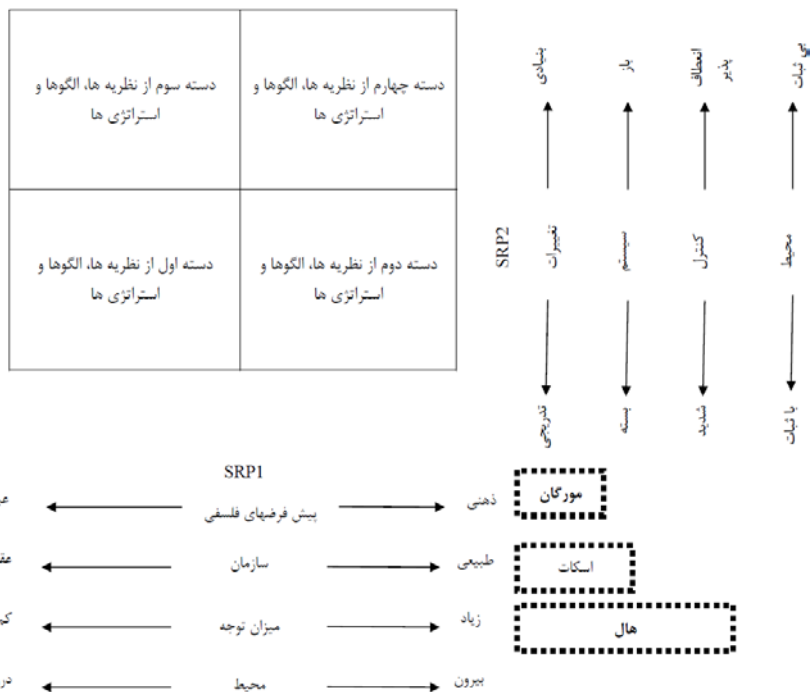 دسته چهارم از نظریه ها، الگوها و
استراتژی ها
دسته سوم از نظریه ها، الگوها و
استراتژی ها
دسته دوم از نظریه ها، الگوها و
استراتژی ها
دسته اول از نظریه ها، الگوها و
استراتژی ها
بنیادی
باز
انعطاف
پذیر
بی ثبات
SRP2
تغییرات
سیستم
کنترل
محیط
تدریجی
بسته
شدید
با ثبات
SRP1
مورگان
ذهنی
پیش فرضهای فلسفی
اسکات
طبیعی
سازمان
هال
زیاد
میزان توجه
کم
بیرون
محیط